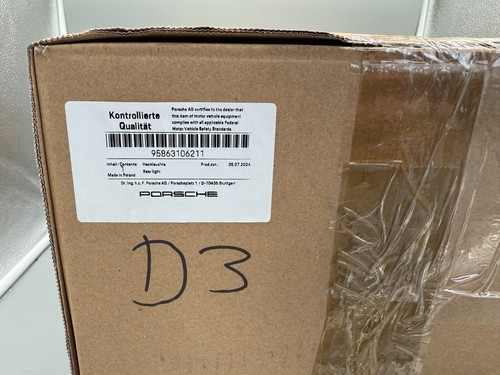 Kontrollierte
Qualität
Porsche AG certifies to the dealer that
this item of motor vehicle equipment
complies with all applicable Federal
Motor Vehicle Safety Standards.
95863106211
Inhalt/Contents: Heckleuchte Prod.dat.: 05.07.2024
Rear light
Made in Poland
Dr. Ing. h.c. F. Porsche AG / Porscheplatz 1 / D-70435 Stuttgart
PORSCHE
D3